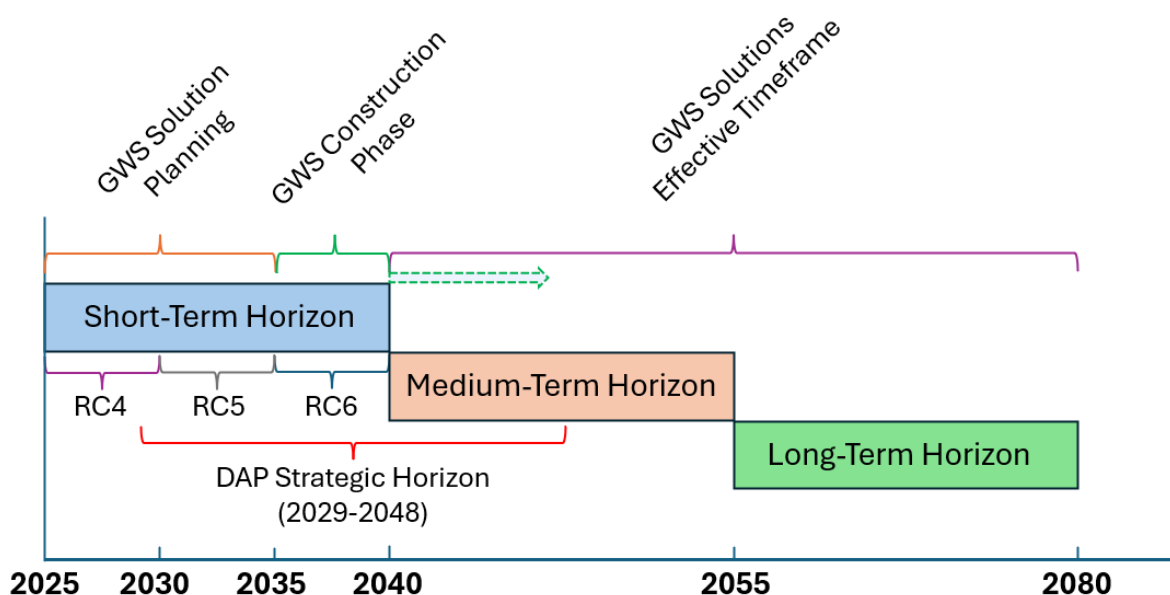 GWS Solution
Planning
GWS Construction
Phase
GWS Solutions
Effective Timeframe
Short-Term Horizon
RC4
RC5
RC6
Medium-Term Horizon
DAP Strategic Horizon
(2029-2048)
Long-Term Horizon
2025
2030
2035
2040
2055
2080